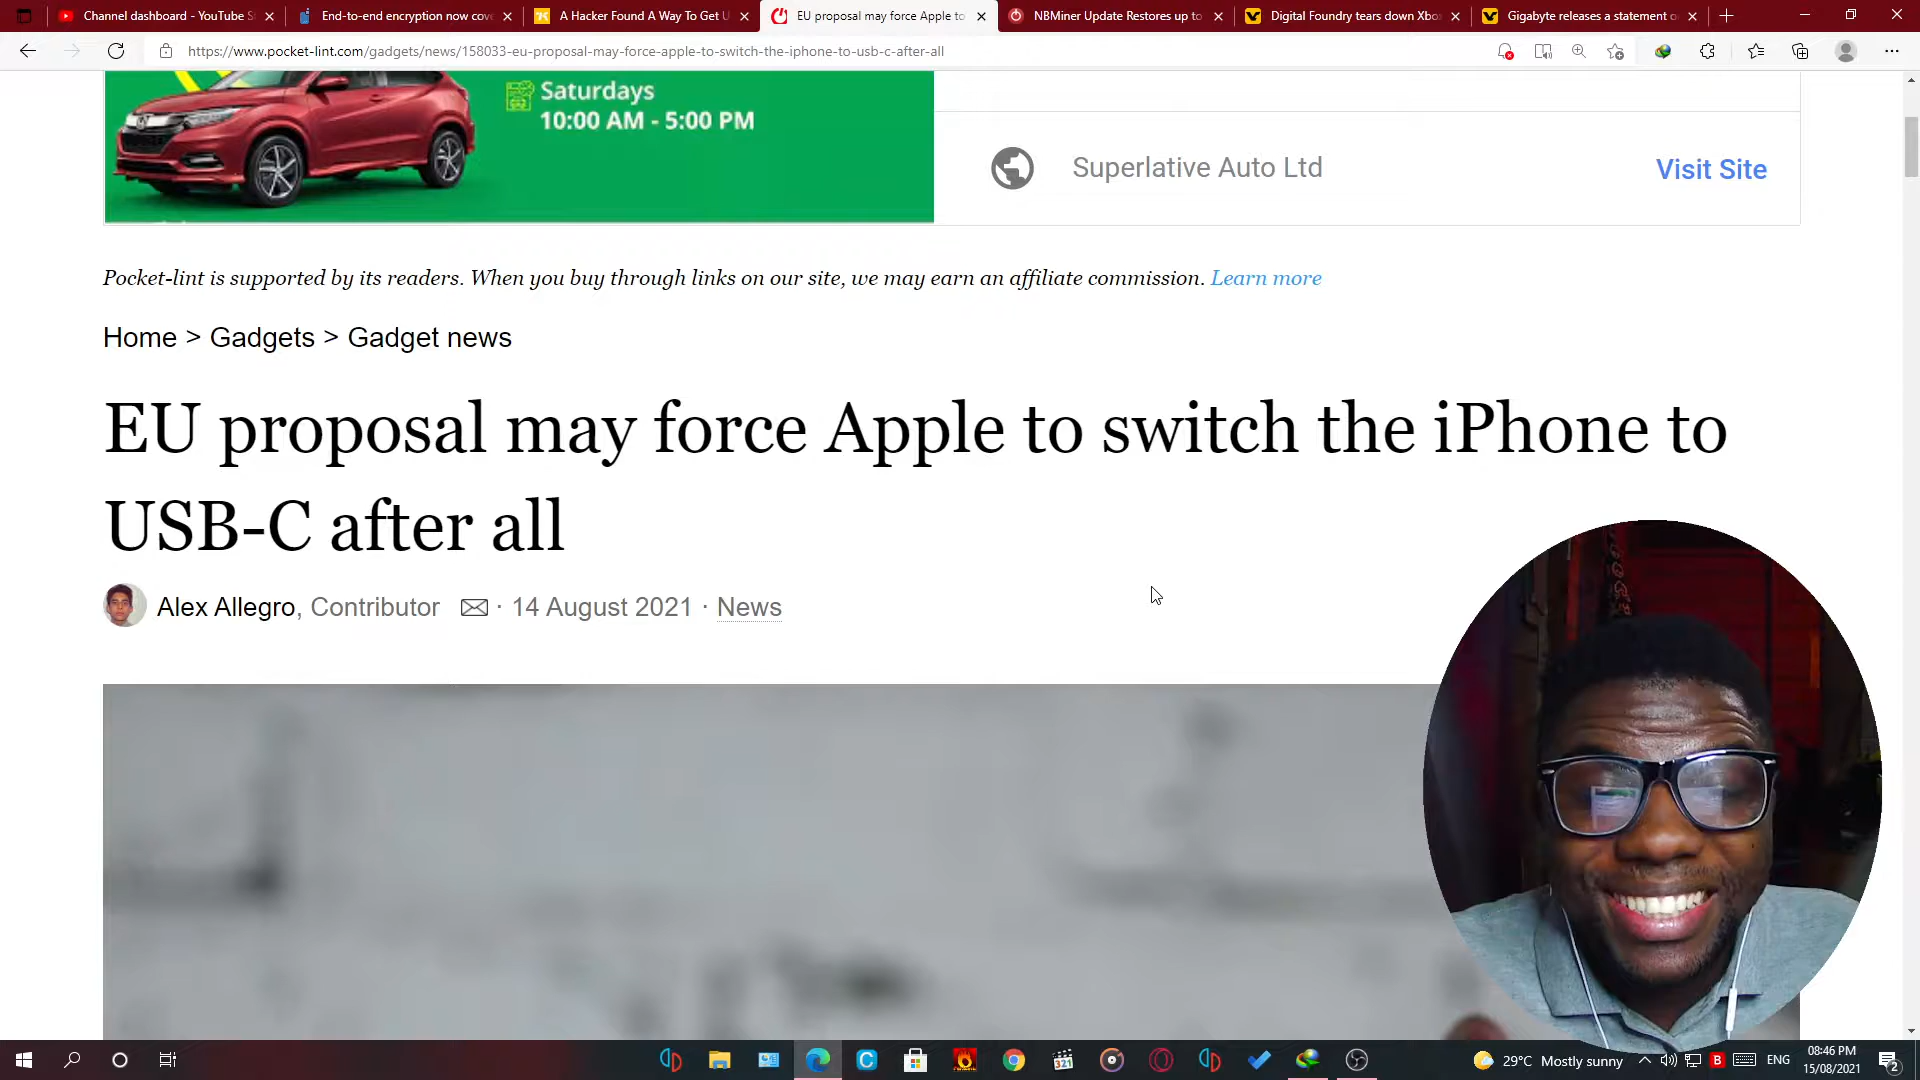 Channel dashboard - YouTube S
End-to-end encryption now cov
A Hacker Found A Way To Get U
EU proposal may force Apple to
NBMiner Update Restores up to
Digital Foundry tears down Xbo
Gigabyte releases a statement o
https://www.pocket-lint.com/gadgets/news/158033-eu-proposal-may-force-apple-to-switch-the-iphone-to-usb-c-after-all
Saturdays
10:00 AM - 5:00 PM
Superlative Auto Ltd
Visit Site
Pocket-lint is supported by its readers. When you buy through links on our site, we may earn an affiliate commission. Learn more
Home > Gadgets > Gadget news
EU proposal may force Apple to switch the iPhone to
USB-C after all
Alex Allegro, Contributor · 14 August 2021 · News
29°C Mostly sunny
ENG
08:46 PM
15/08/2021
2